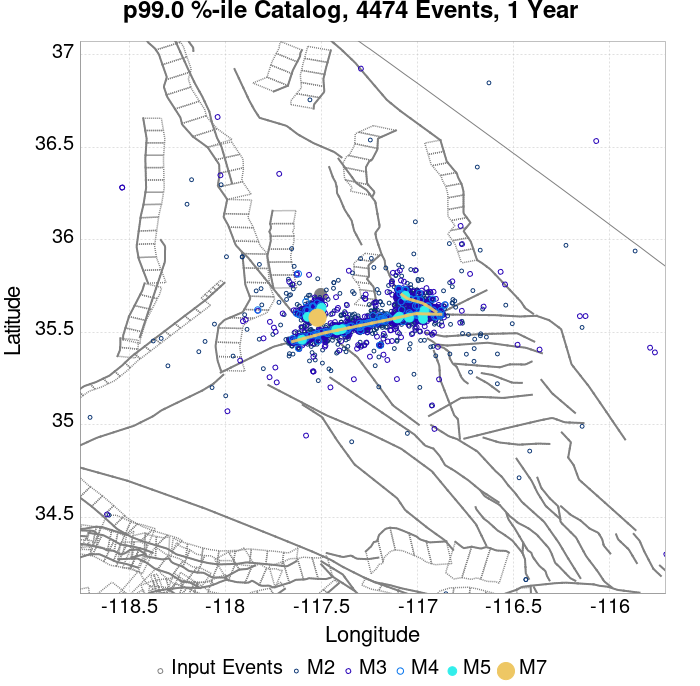 p99.0 %-ile Catalog, 4474 Events, 1 Year
37
36.5
36
35.5
35
34.5
Latitude
-118.5 -118 -117.5 -117 -116.5 -116
Longitude
Input Events M2 M3 M4 M5 M7